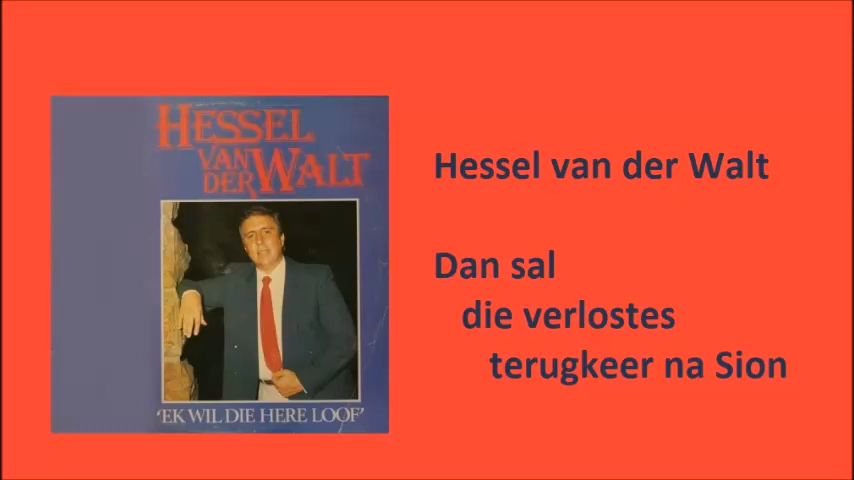 HESSEL
VAN
DER WALT
'EK WIL DIE HERE LOOF'
Hessel van der Walt
Dan sal
die verlostes
terugkeer na Sion